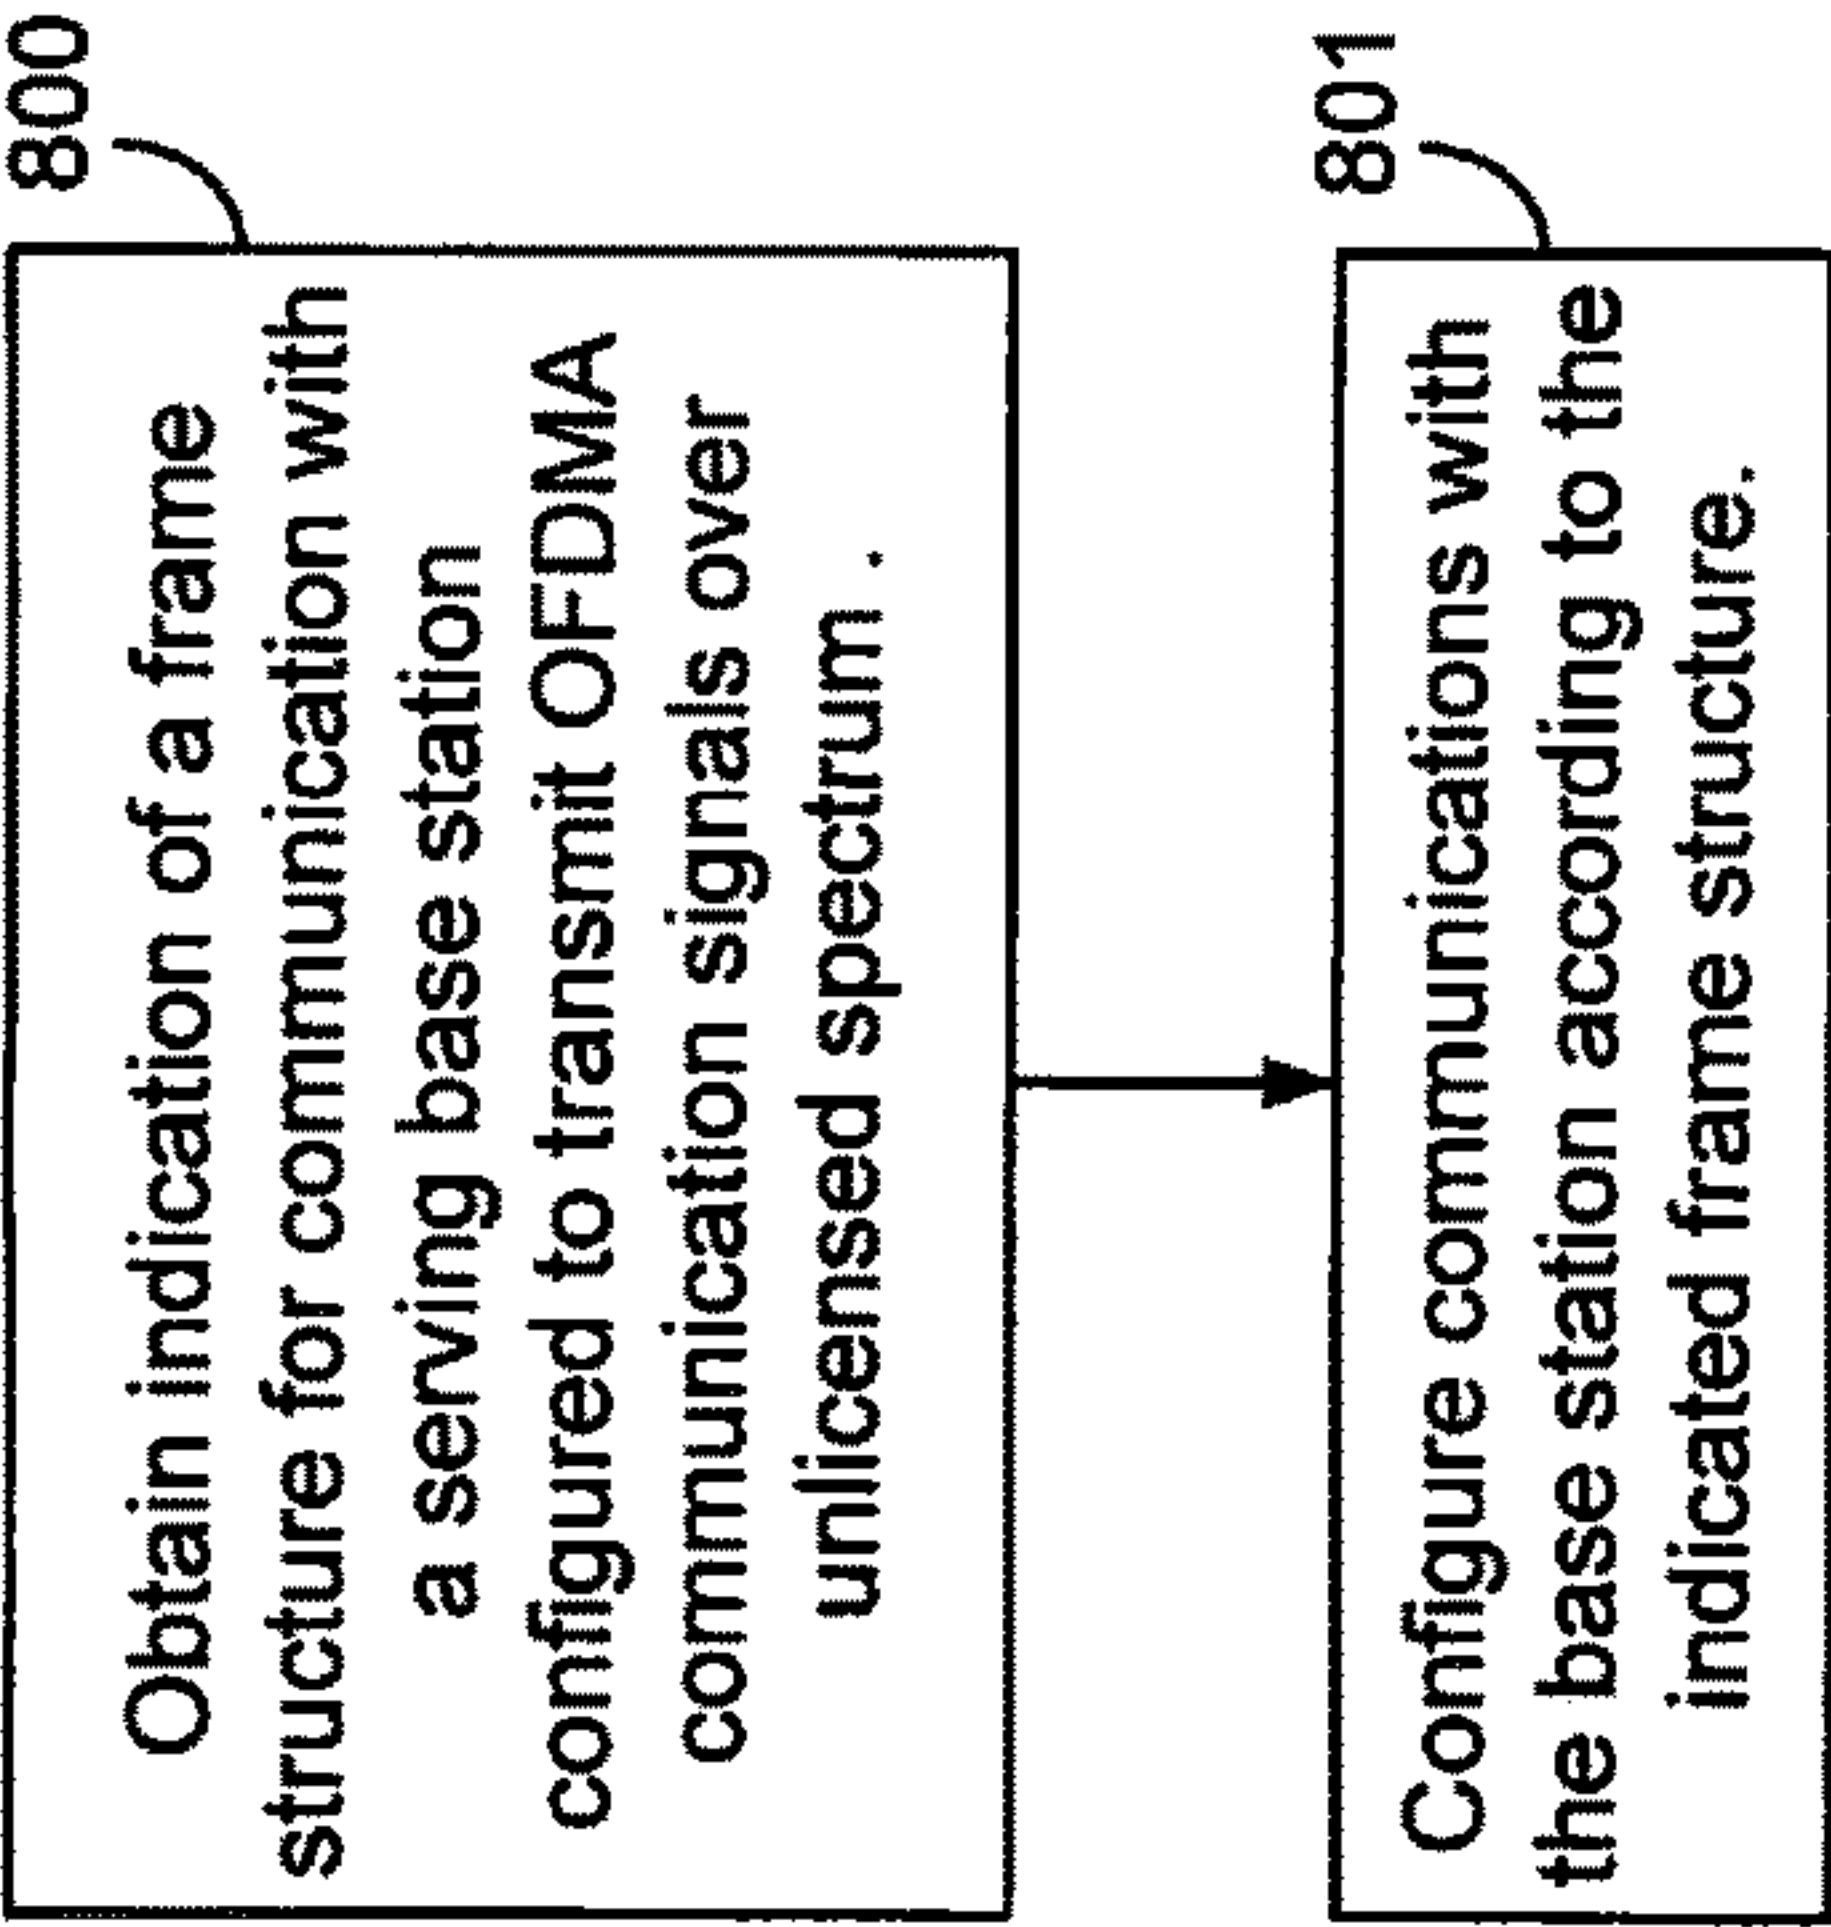 800
Obtain indication of a frame
structure for communication with
a serving base station
configured to transmit OFDMA
communication signals over
unlicensed spectrum.
801
Configure communications with
the base station according to the
indicated frame structure.